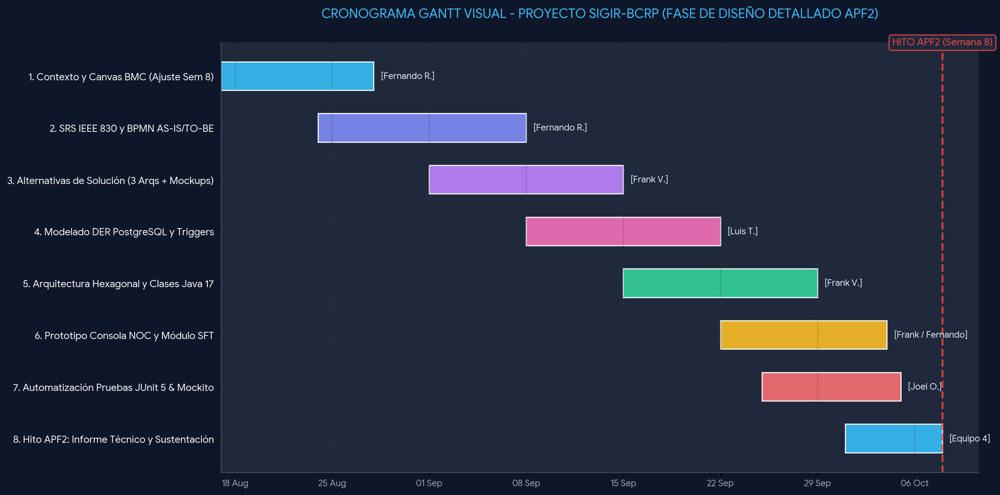 CRONOGRAMA GANTT VISUAL - PROYECTO SIGIR-BCRP (FASE DE DISEÑO DETALLADO APF2)
HITO APF2 (Semana 8)
1. Contexto y Canvas BMC (Ajuste Sem 8)
[Fernando R.]
2. SRS IEEE 830 y BPMN AS-IS/TO-BE
[Fernando R.]
3. Alternativas de Solución (3 Arqs + Mockups)
[Frank V.]
4. Modelado DER PostgreSQL y Triggers
[Luis T.]
5. Arquitectura Hexagonal y Clases Java 17
[Frank V.]
6. Prototipo Consola NOC y Módulo SFT
[Frank / Fernando]
7. Automatización Pruebas JUnit 5 & Mockito
[Joel O.]
8. Hito APF2: Informe Técnico y Sustentación
[Equipo 4]
18 Aug
25 Aug
01 Sep
08 Sep
15 Sep
22 Sep
29 Sep
06 Oct